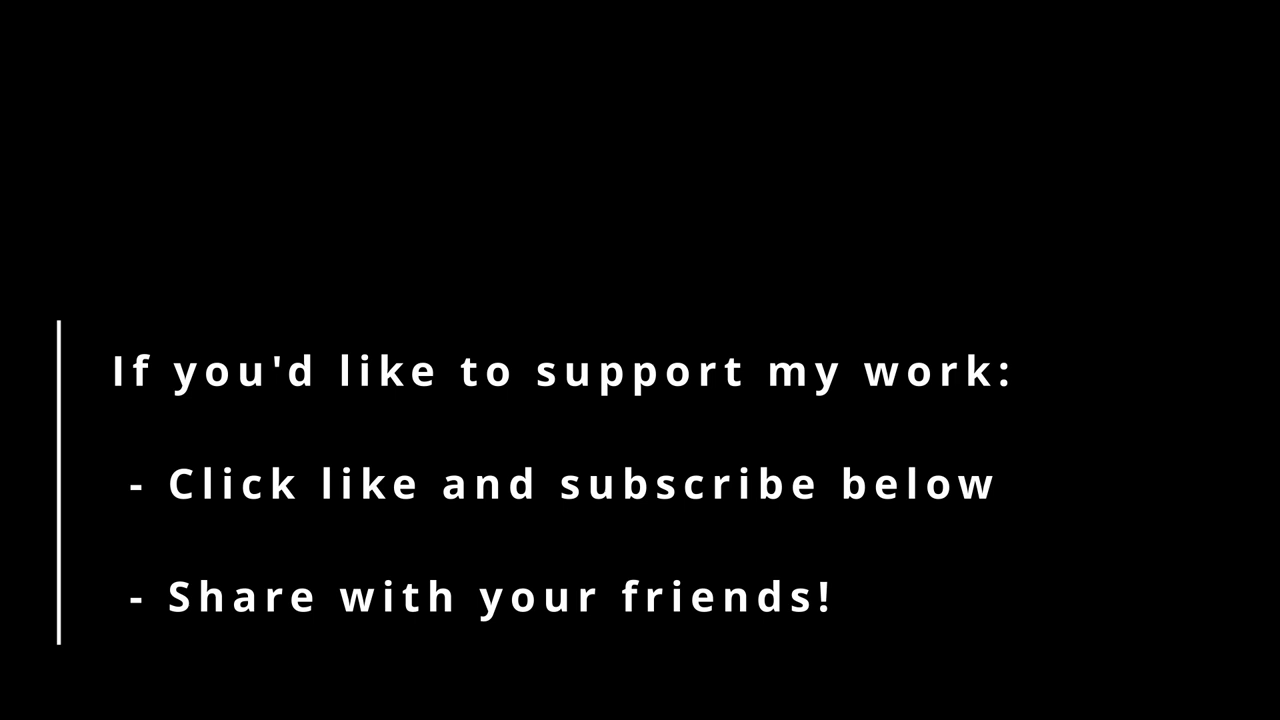 If you'd like to support my work:
- Click like and subscribe below
- Share with your friends!